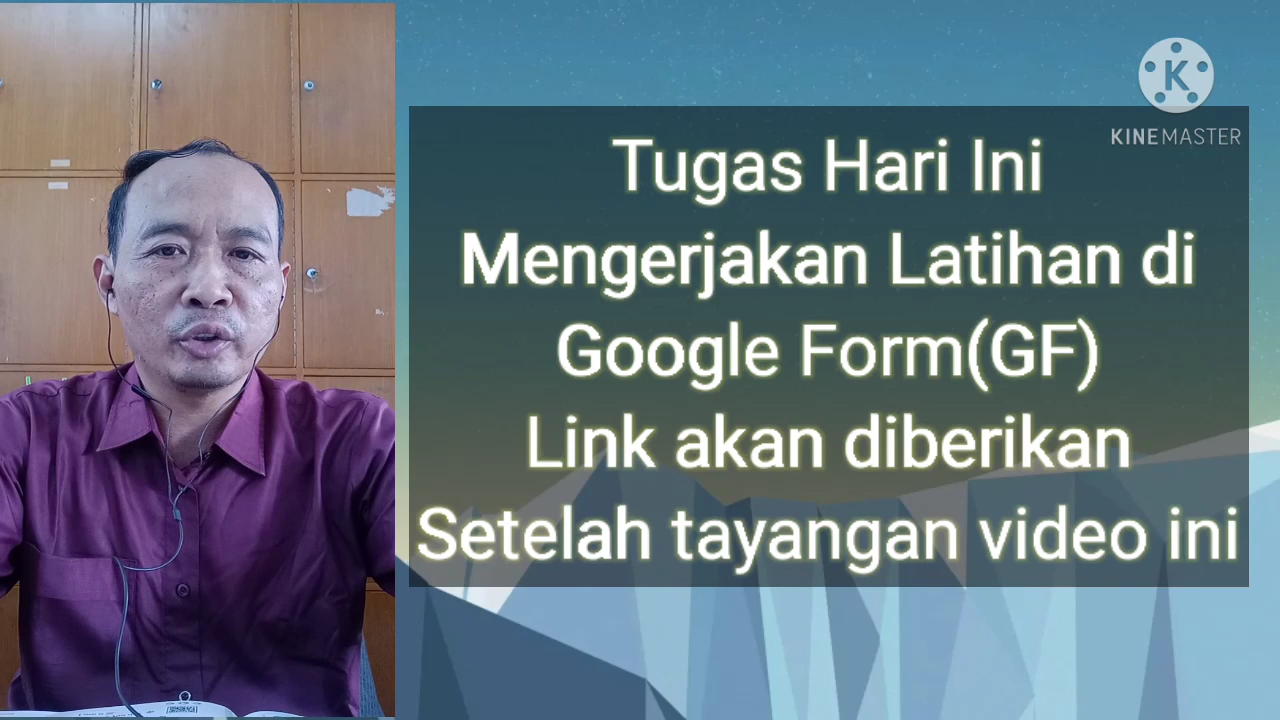 KINEMASTER
Tugas Hari Ini
Mengerjakan Latihan di
Google Form(GF)
Link akan diberikan
Setelah tayangan video ini